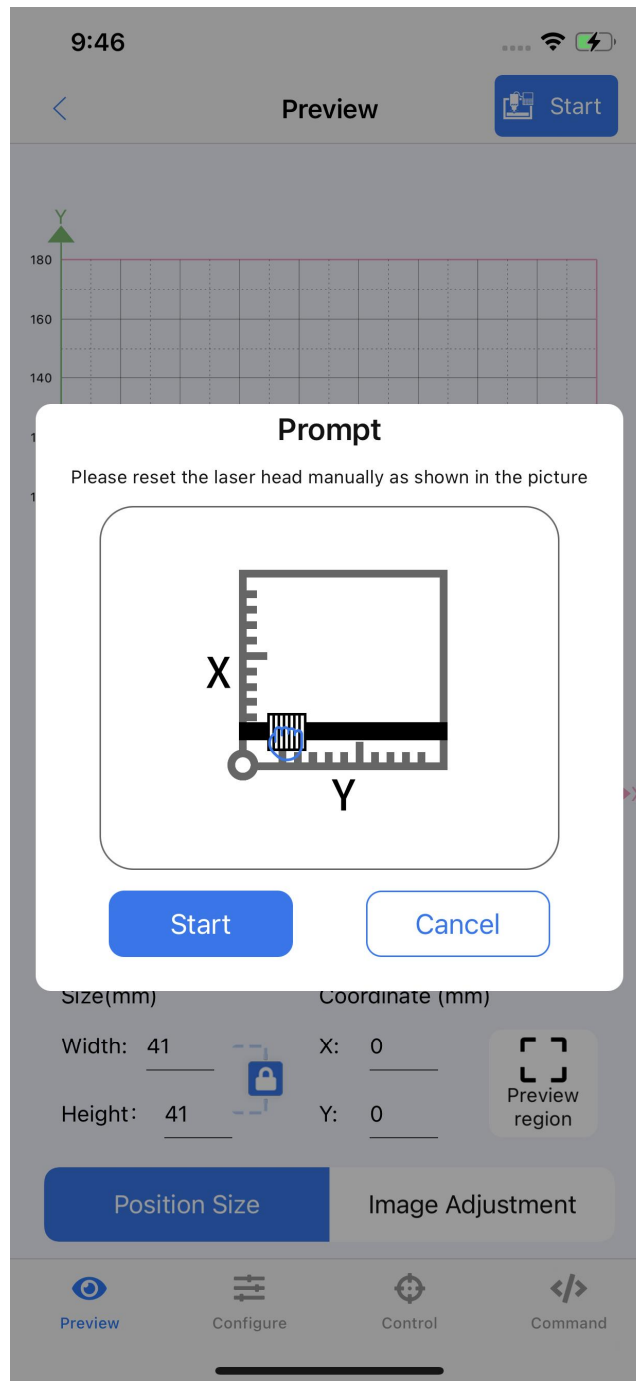 9:46
Preview
Start
Y
180
160
140
1
1
Prompt
Please reset the laser head manually as shown in the picture
X
Y
Start
Cancel
Size(mm)
Coordinate (mm)
Width: 41
X: 0
Height: 41
Y: 0
Preview
region
Position Size
Image Adjustment
Preview
Configure
Control
Command